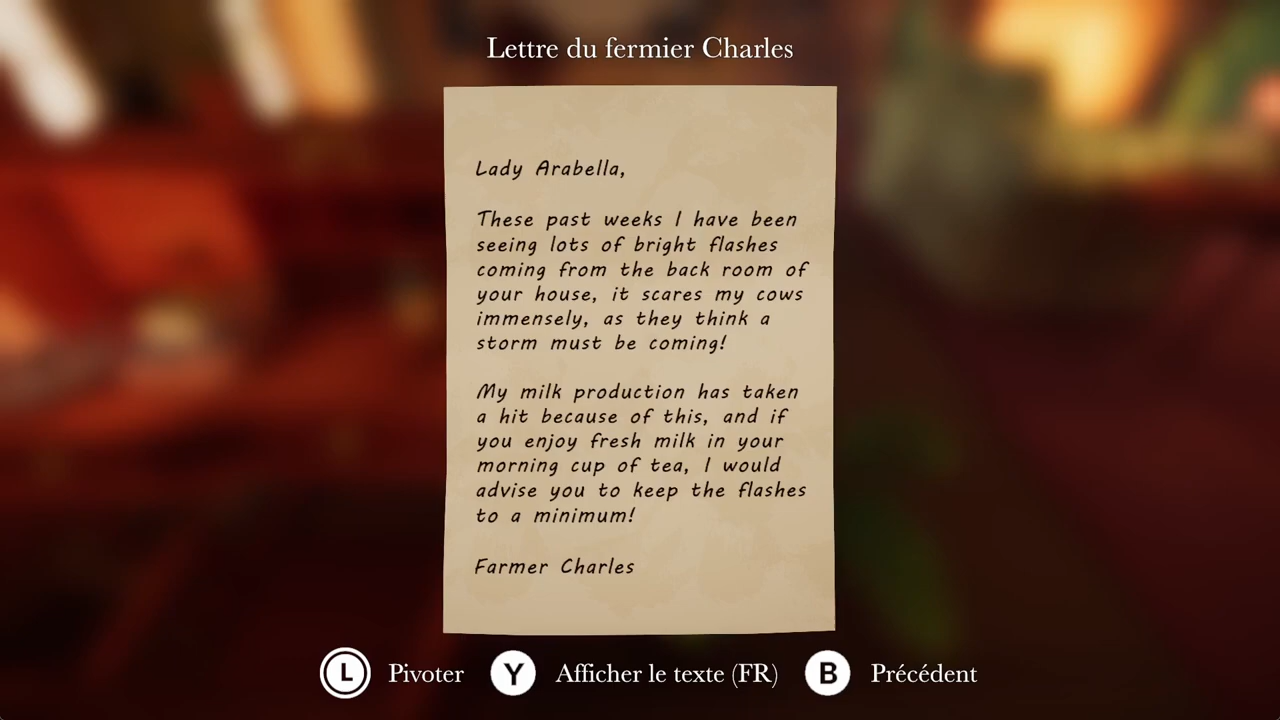 Lettre du fermier Charles
Lady Arabella,
These past weeks I have been
seeing lots of bright flashes
coming from the back room of
your house, it scares my cows
immensely, as they think a
storm must be coming!
My milk production has taken
a hit because of this, and if
you enjoy fresh milk in your
morning cup of tea, I would
advise you to keep the flashes
to a minimum!
Farmer Charles
L Pivoter Y Afficher le texte (FR) B Précédent